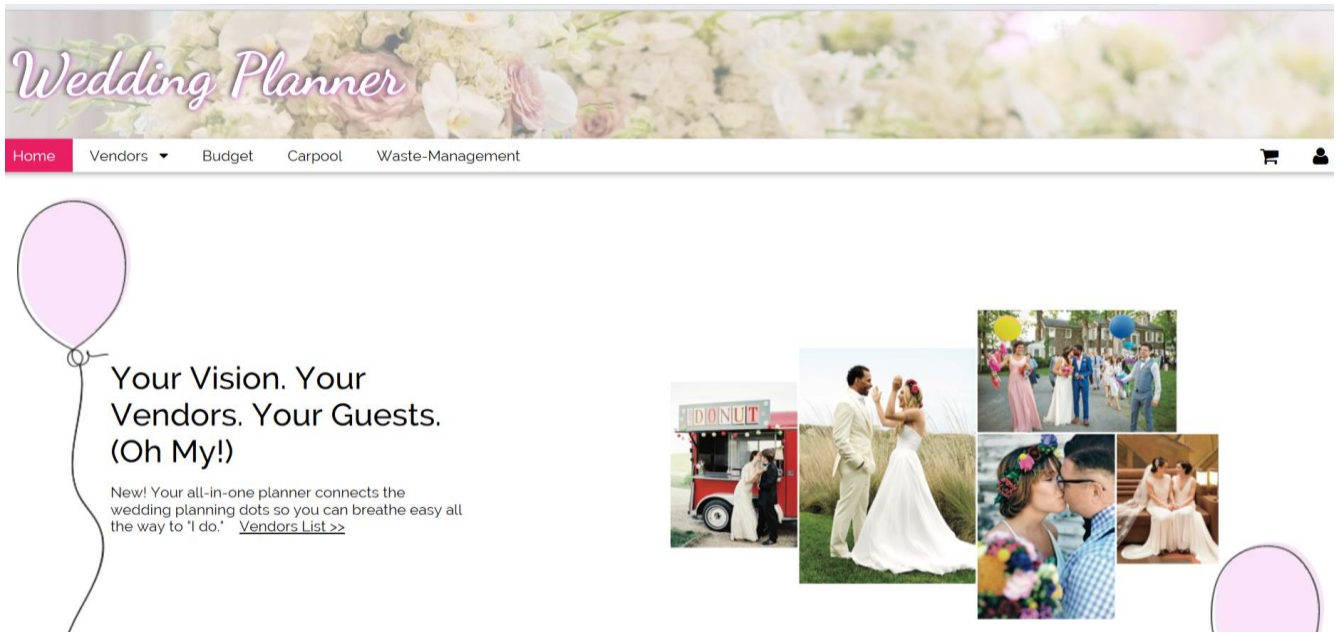 Wedding Planner
Home Vendors Budget Carpool Waste-Management
Your Vision. Your
Vendors. Your Guests.
(Oh My!)
New! Your all-in-one planner connects the
wedding planning dots so you can breathe easy all
the way to "I do." Vendors List >>
DONUT